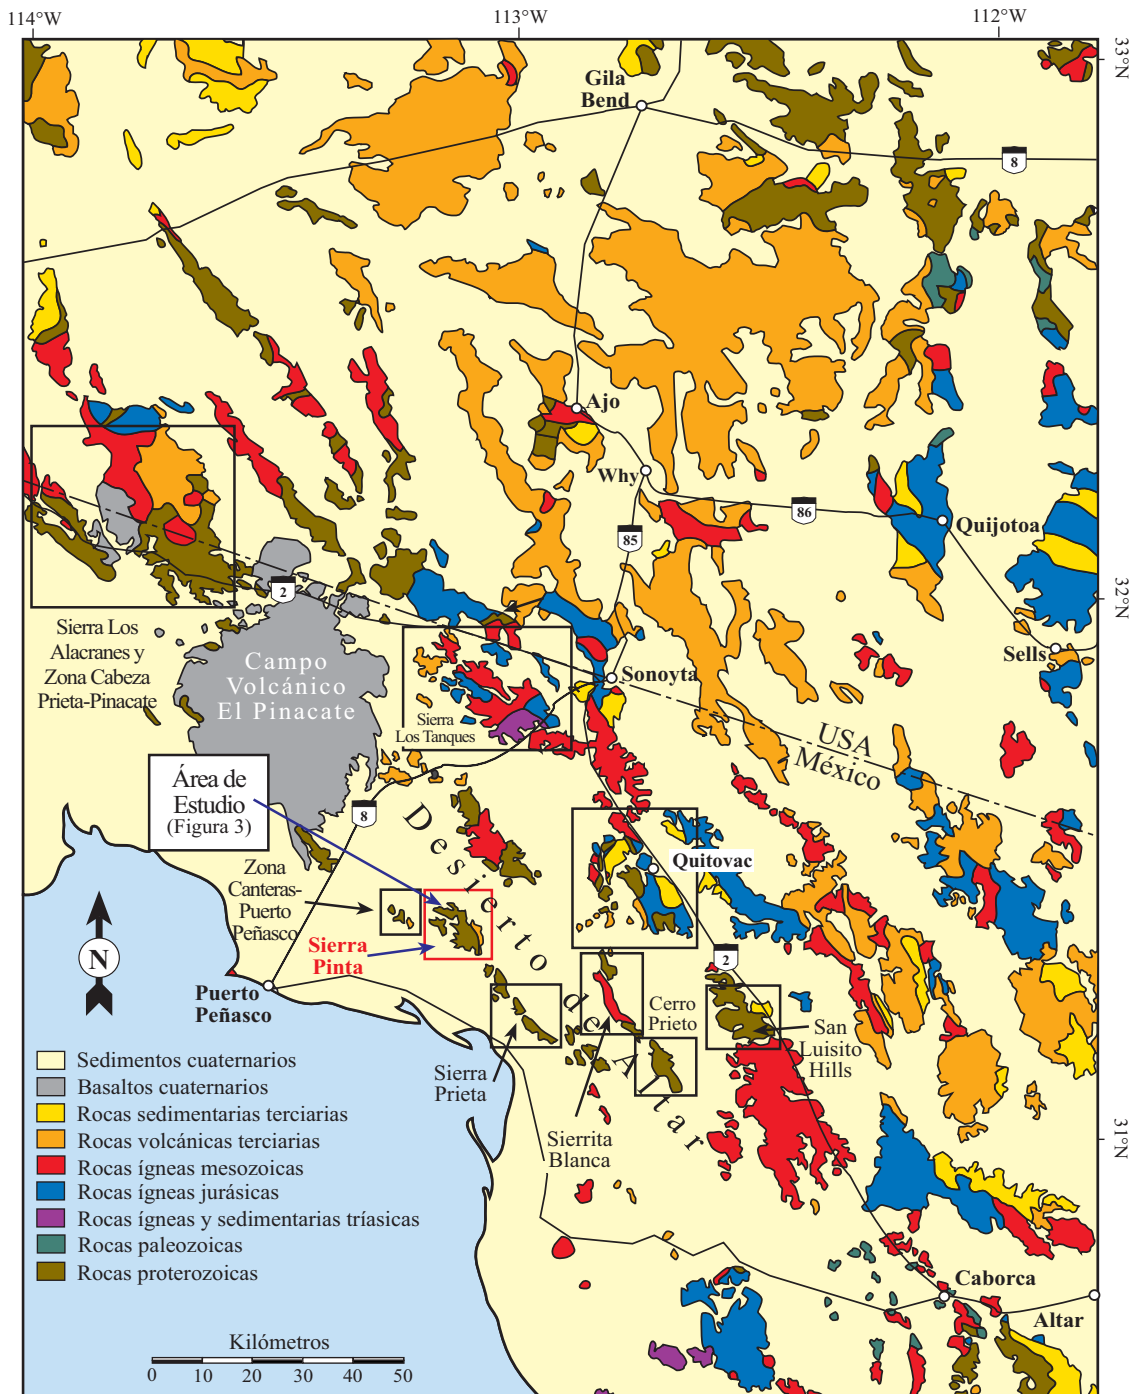 114°W
113°W
112°W
33°N
32°N
31°N
Gila
Bend
8
Ajo
Why
86
85
Quijotoa
Sells
2
Sierra Los
Alacranes y
Zona Cabeza
Prieta-Pinacate
Campo
Volcánico
El Pinacate
Sonoyta
Sierra
Los Tanques
USA
México
Área de
Estudio
(Figura 3)
8
Desierto de Altar
Quitovac
Zona
Canteras-
Puerto
Peñasco
Sierra
Pinta
N
Puerto
Peñasco
2
Cerro
Prieto
San
Luisito
Hills
Sierra
Prieta
Sierrita
Blanca
Sedimentos cuaternarios
Basaltos cuaternarios
Rocas sedimentarias terciarias
Rocas volcánicas terciarias
Rocas ígneas mesozoicas
Rocas ígneas jurásicas
Rocas ígneas y sedimentarias tríasicas
Rocas paleozoicas
Rocas proterozoicas
Caborca
Altar
Kilómetros
0 10 20 30 40 50